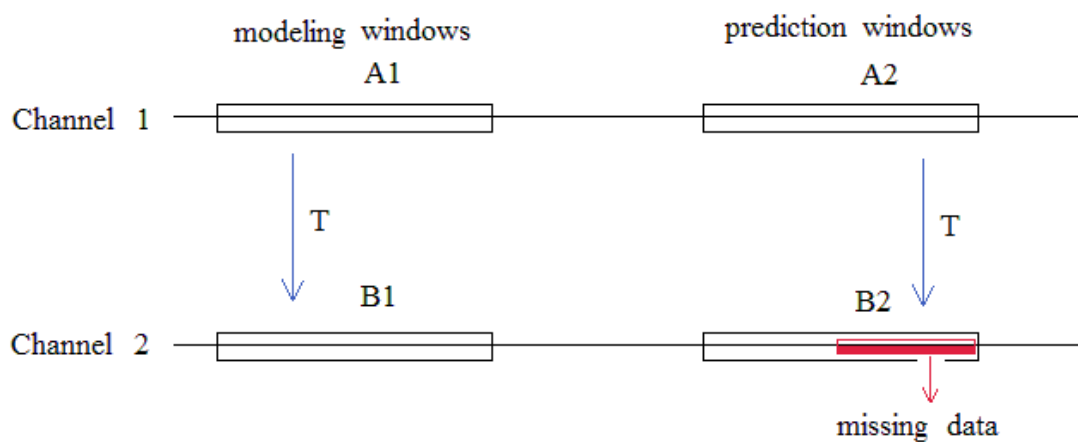 modeling windows
prediction windows
A1
A2
Channel 1
T
T
B1
B2
Channel 2
missing data